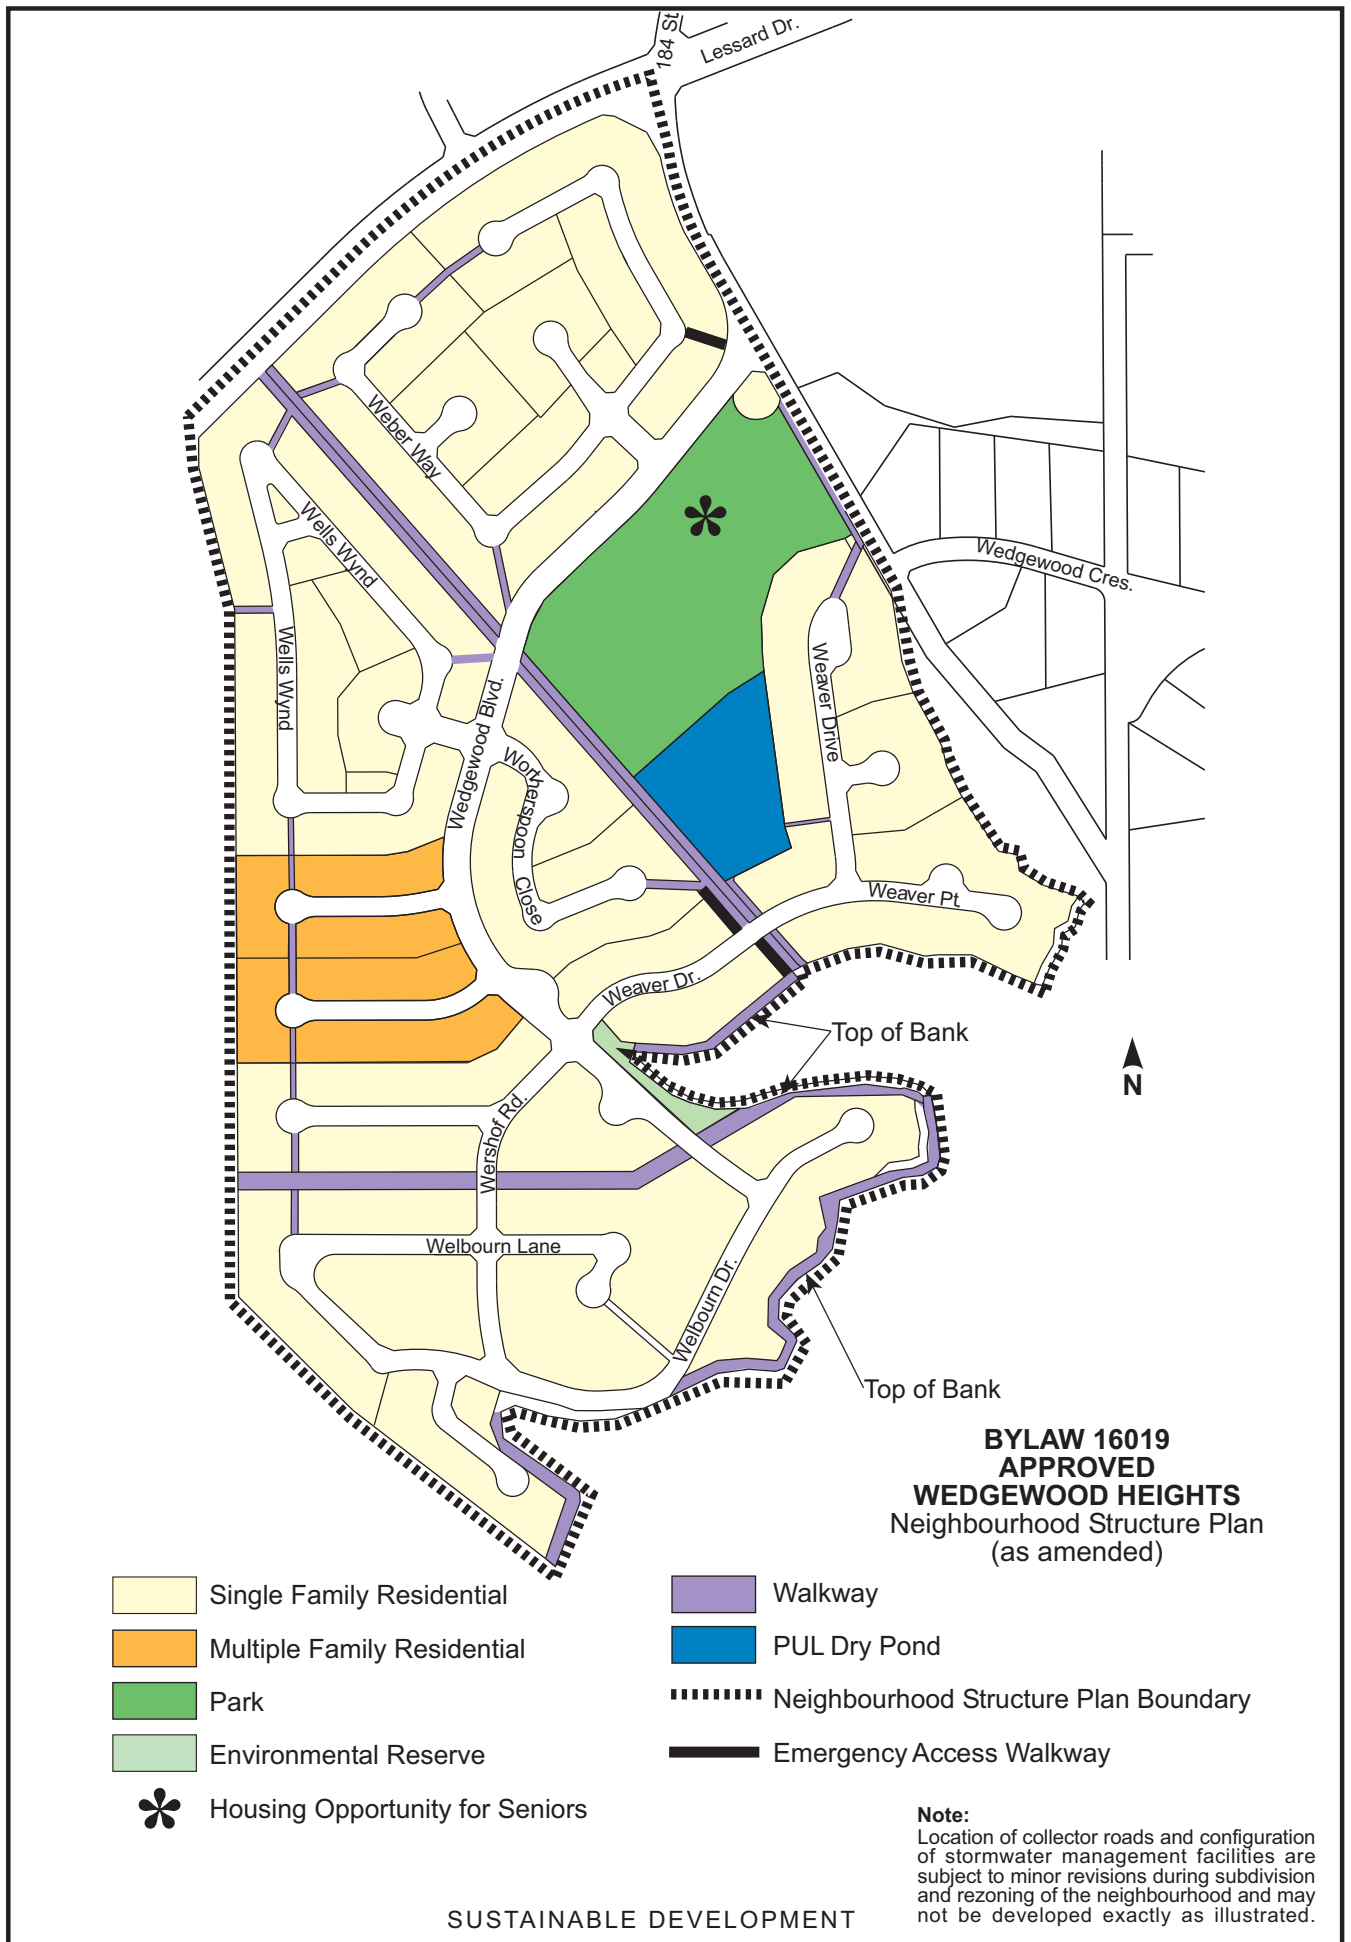 184 St
Lessard Dr.
Weber Way
Wells Wynd
Wedgewood Cres.
Wells Wynd
Weaver Drive
Wedgewood Blvd.
Wotherspoon
Close
Weaver Pt.
Weaver Dr.
Top of Bank
N
Wershof Rd.
Welbourn Lane
Welbourn Dr.
Top of Bank
BYLAW 16019
APPROVED
WEDGEWOOD HEIGHTS
Neighbourhood Structure Plan
(as amended)
Single Family Residential
Multiple Family Residential
Park
Environmental Reserve
Housing Opportunity for Seniors
Walkway
PUL Dry Pond
Neighbourhood Structure Plan Boundary
Emergency Access Walkway
Note:
Location of collector roads and configuration
of stormwater management facilities are
subject to minor revisions during subdivision
and rezoning of the neighbourhood and may
not be developed exactly as illustrated.
SUSTAINABLE DEVELOPMENT